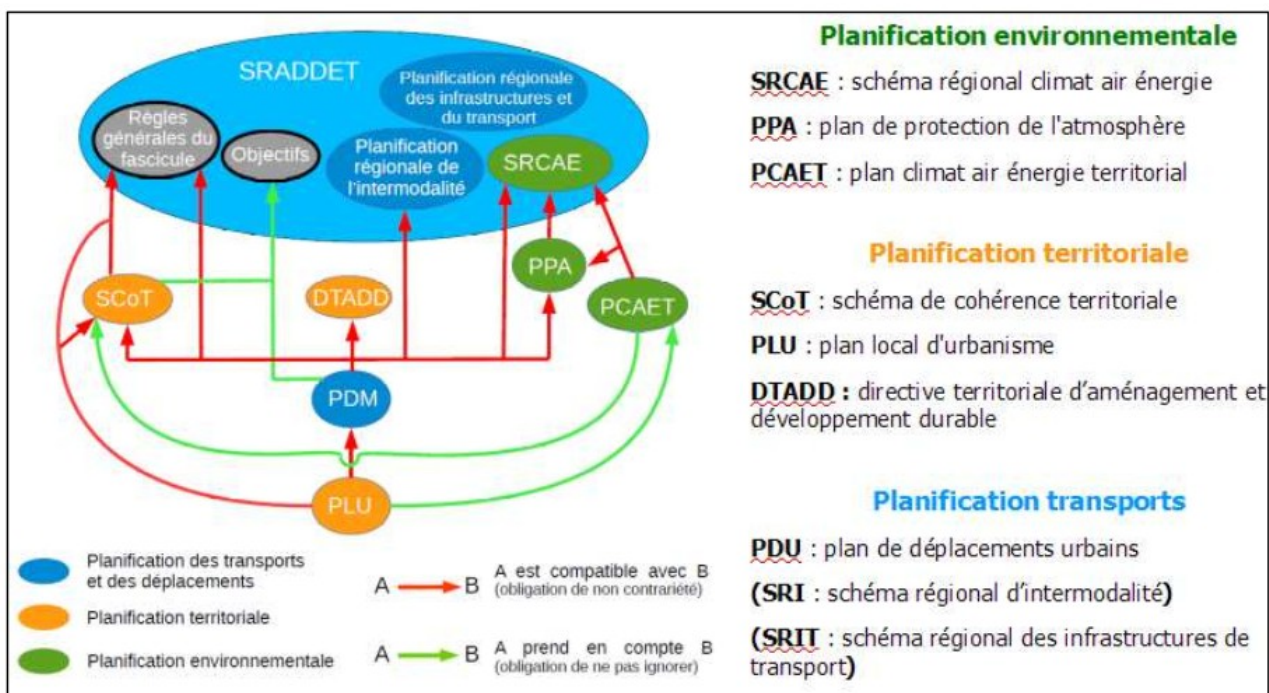 SRADDET
Planification régionale
des infrastructures et
du transport
Règles
générales du
fascicule
Objectifs
Planification
régionale de
l'intermodalité
SRCAE
PPA
SCoT
DTADD
PCAET
PDM
PLU
Planification des transports
et des déplacements
Planification territoriale
Planification environnementale
A B A est compatible avec B
(obligation de non contrariété)
A B A prend en compte B
(obligation de ne pas ignorer)
Planification environnementale
SRCAE : schéma régional climat air énergie
PPA : plan de protection de l'atmosphère
PCAET : plan climat air énergie territorial
Planification territoriale
SCoT : schéma de cohérence territoriale
PLU : plan local d'urbanisme
DTADD : directive territoriale d'aménagement et
développement durable
Planification transports
PDU : plan de déplacements urbains
(SRI : schéma régional d'intermodalité)
(SRIT : schéma régional des infrastructures de
transport)